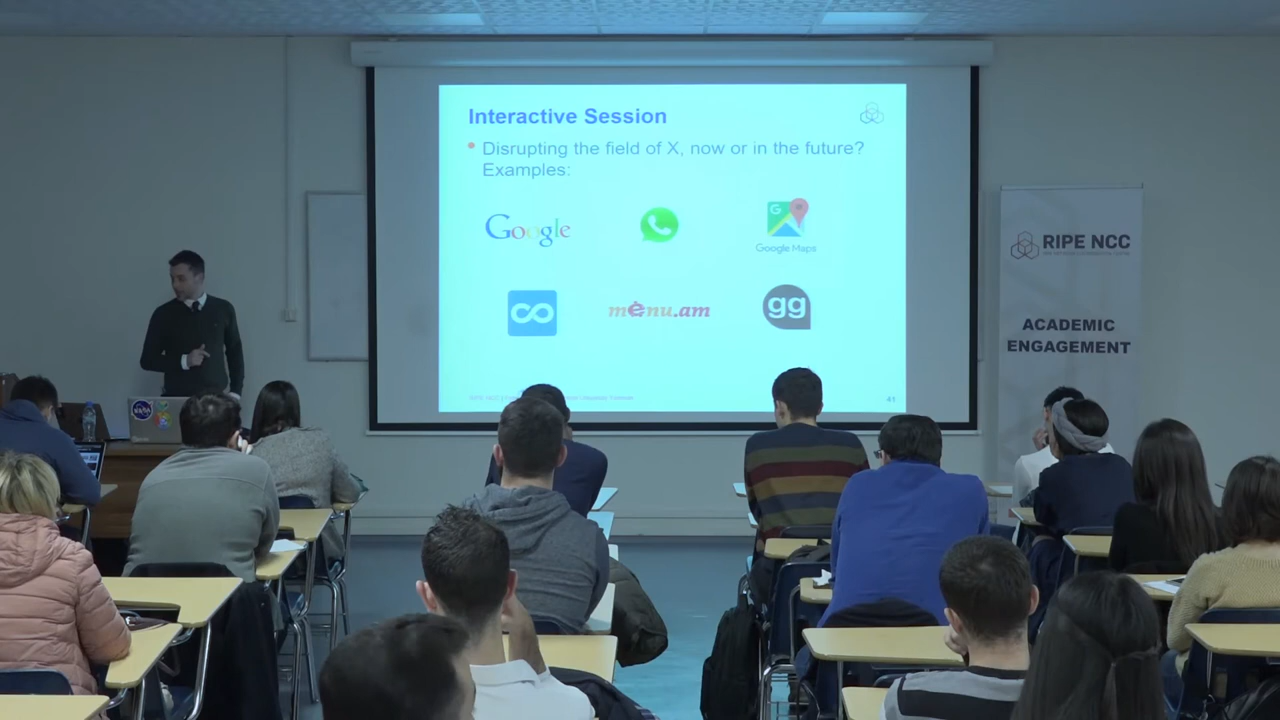 Interactive Session
Disrupting the field of X, now or in the future?
Examples:
Google
G
Google Maps
menu.am
gg
41
RIPE NCC
ACADEMIC
ENGAGEMENT
NASA